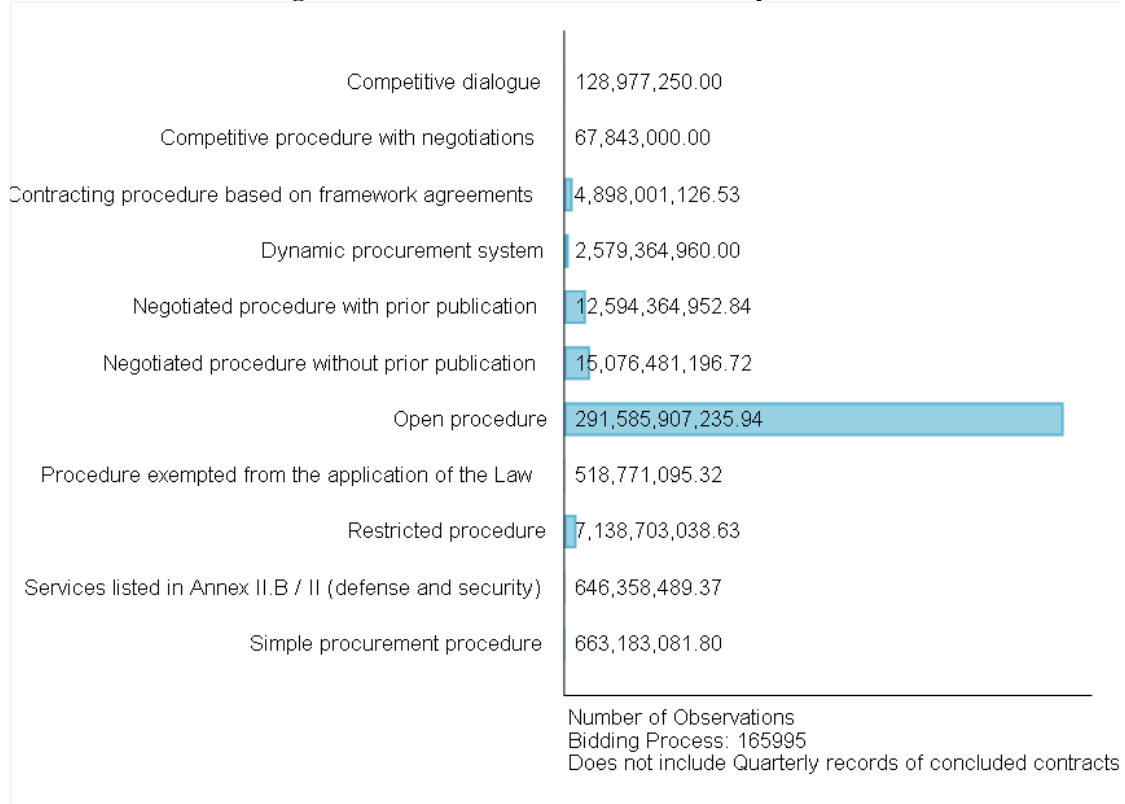 Competitive dialogue 128,977,250.00
Competitive procedure with negotiations 67,843,000.00
Contracting procedure based on framework agreements 4,898,001,126.53
Dynamic procurement system 2,579,364,960.00
Negotiated procedure with prior publication 12,594,364,952.84
Negotiated procedure without prior publication 15,076,481,196.72
Open procedure 291,585,907,235.94
Procedure exempted from the application of the Law 518,771,095.32
Restricted procedure 7,138,703,038.63
Services listed in Annex II.B / II (defense and security) 646,358,489.37
Simple procurement procedure 663,183,081.80
Number of Observations
Bidding Process: 165995
Does not include Quarterly records of concluded contracts